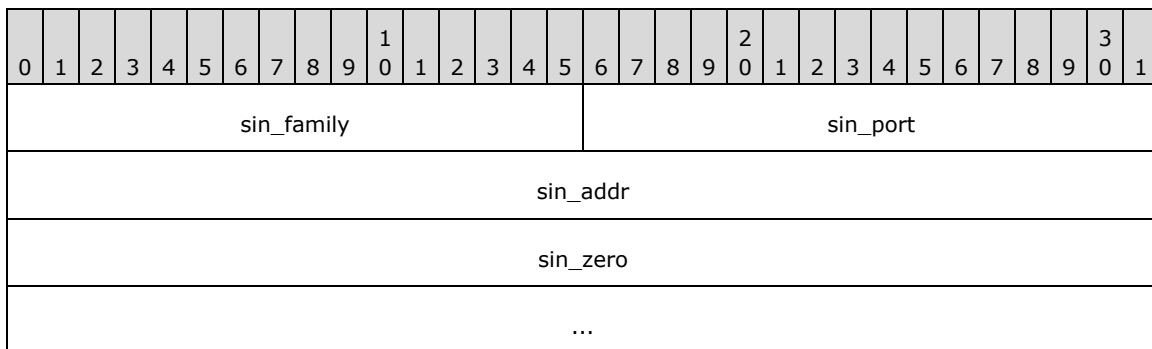 1 2 3
0 1 2 3 4 5 6 7 8 9 0 1 2 3 4 5 6 7 8 9 0 1 2 3 4 5 6 7 8 9 0 1
sin_family sin_port
sin_addr
sin_zero
...